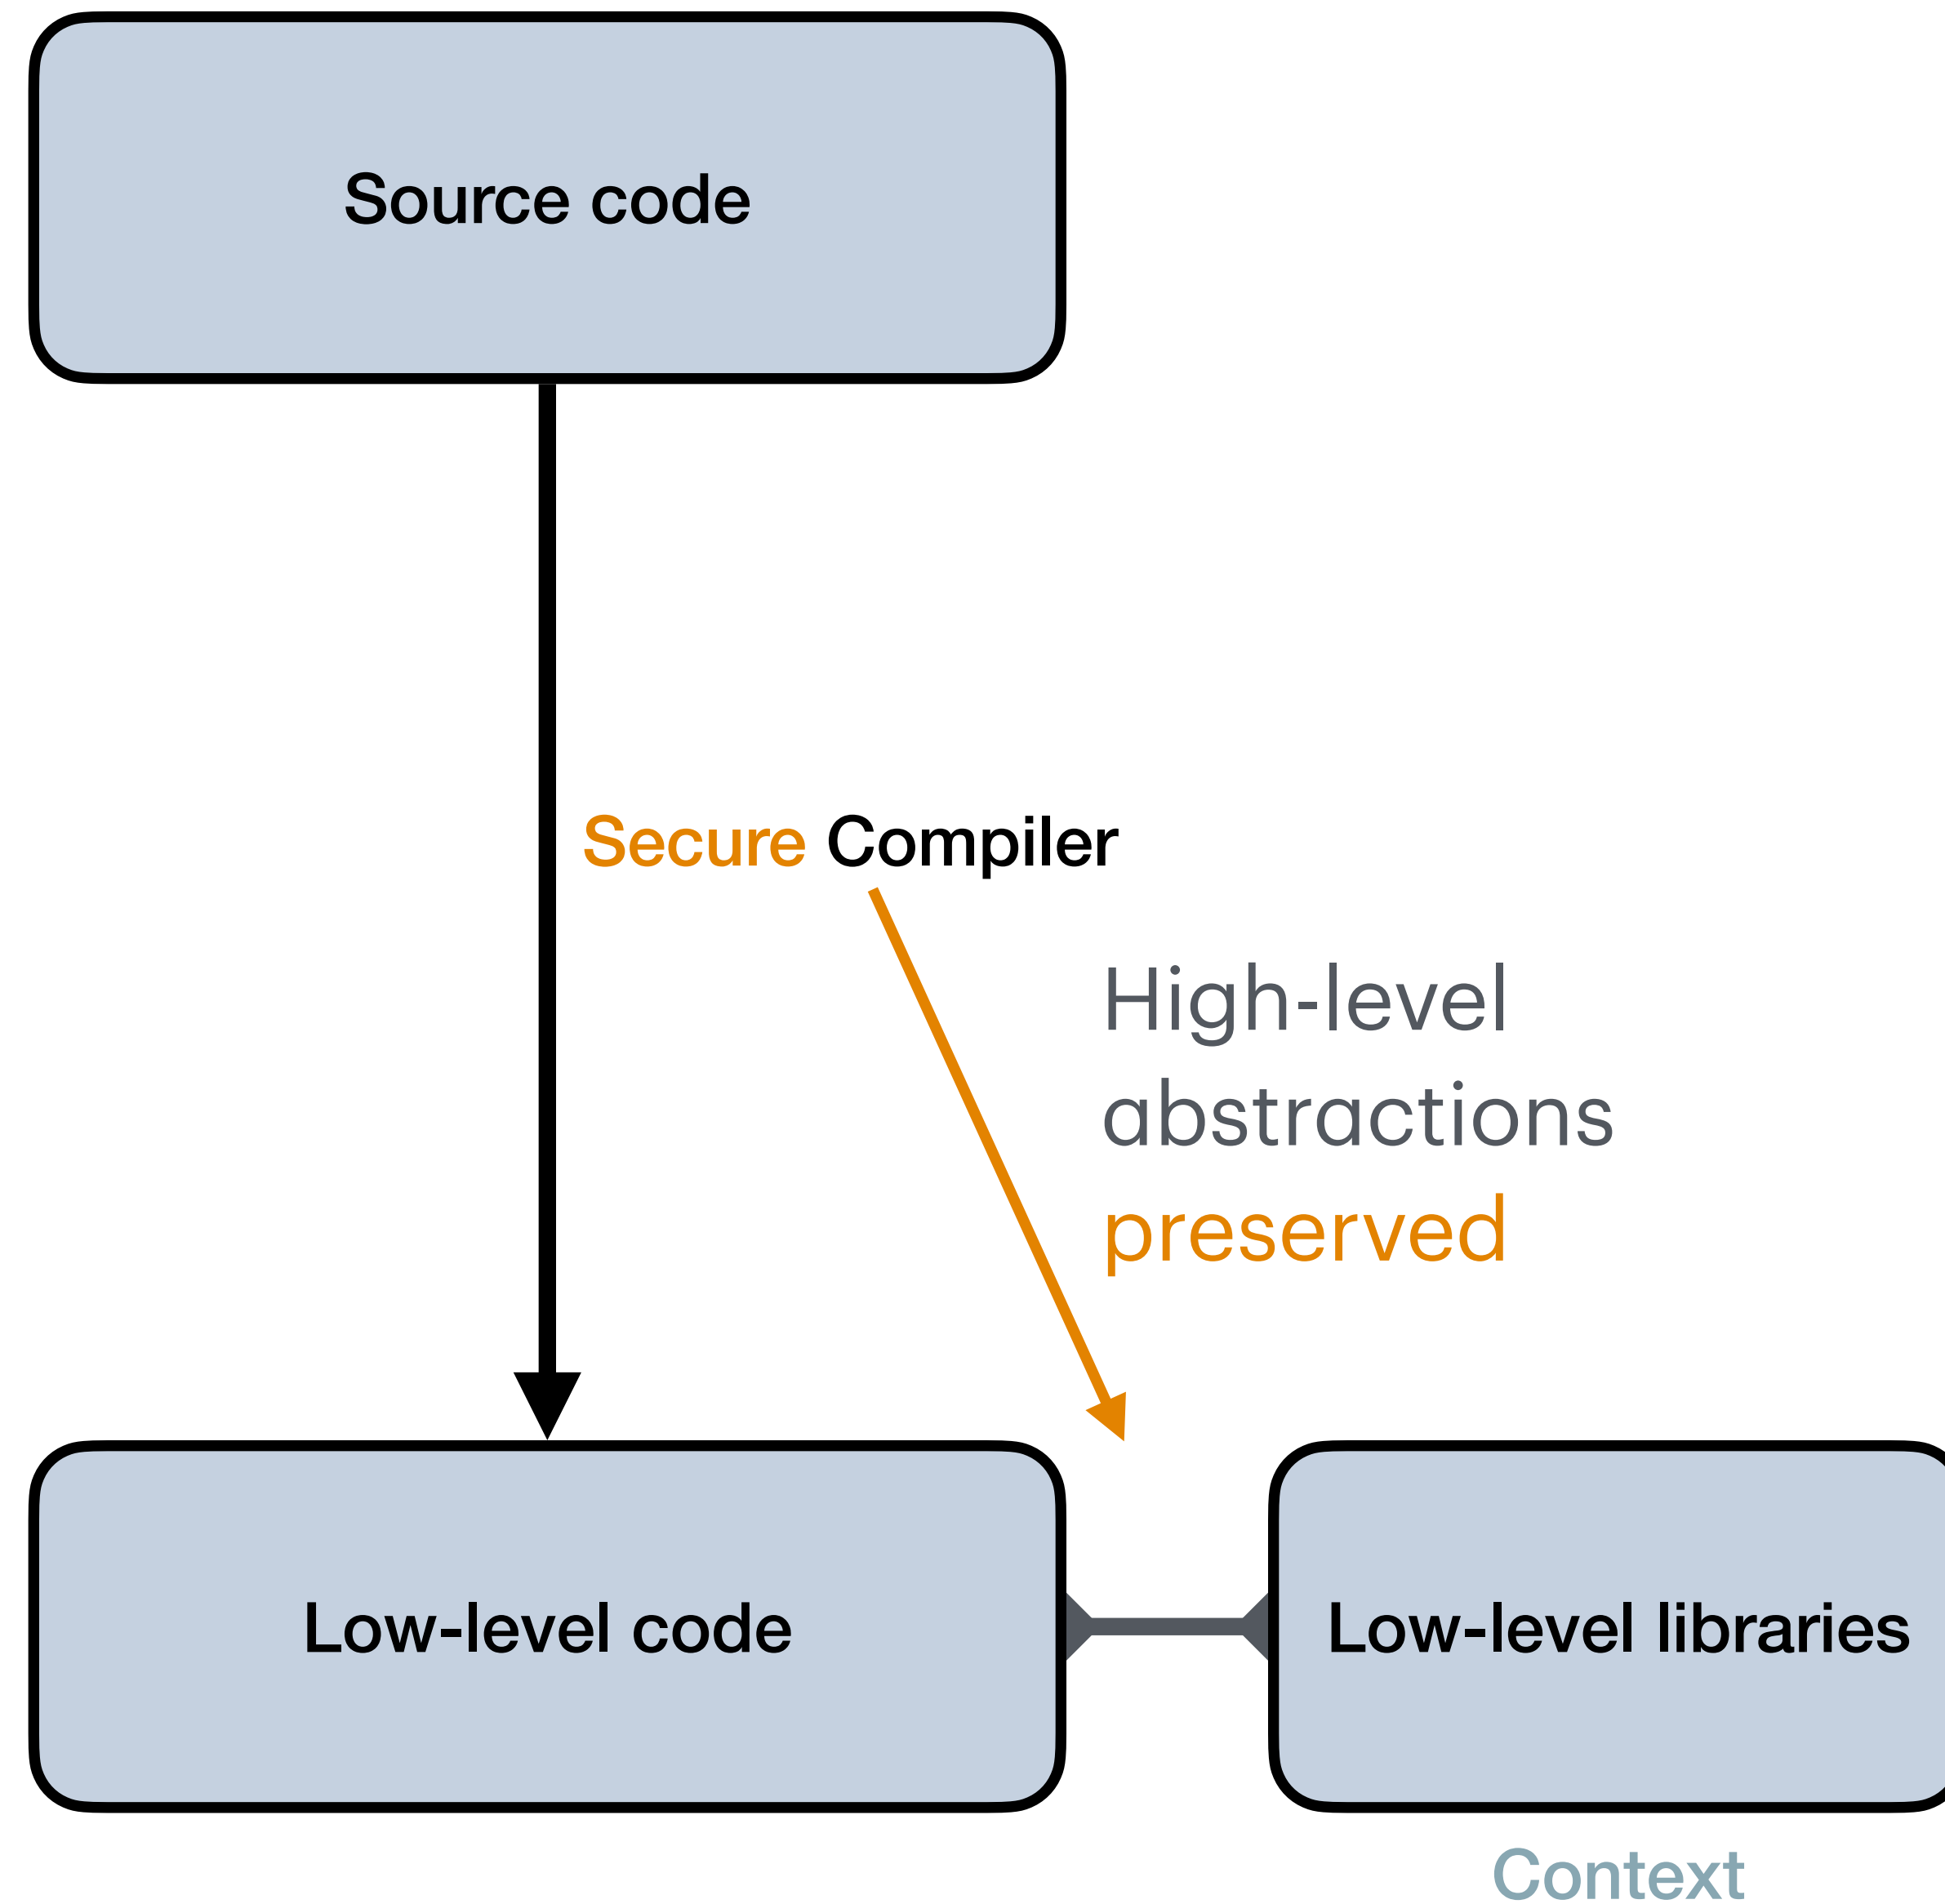 Source code
Secure Compiler
High-level
abstractions
preserved
Low-level code
Low-level libraries
Context